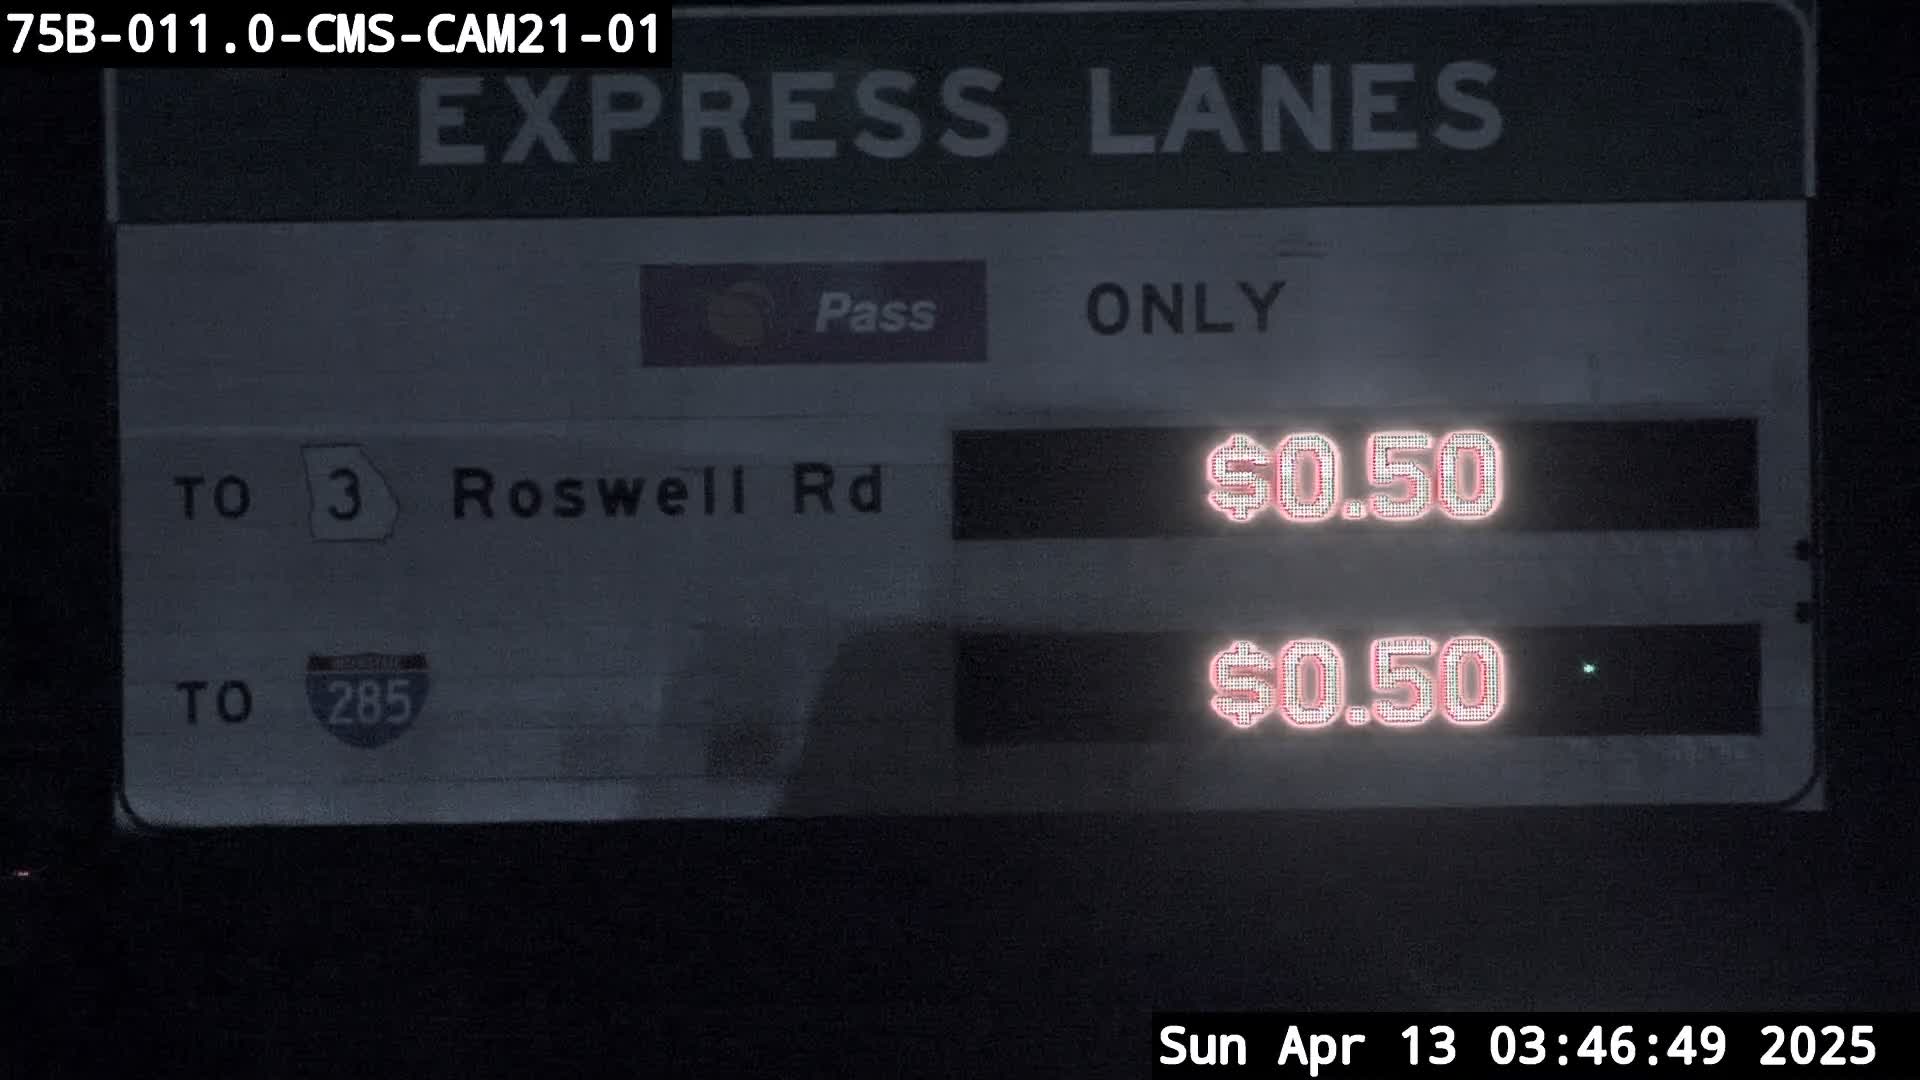 75B-011.0-CMS-CAM21-01
EXPRESS LANES
Pass ONLY
TO 3 Roswell Rd $0.50
TO INTERSTATE 285 $0.50
Sun Apr 13 03:46:49 2025